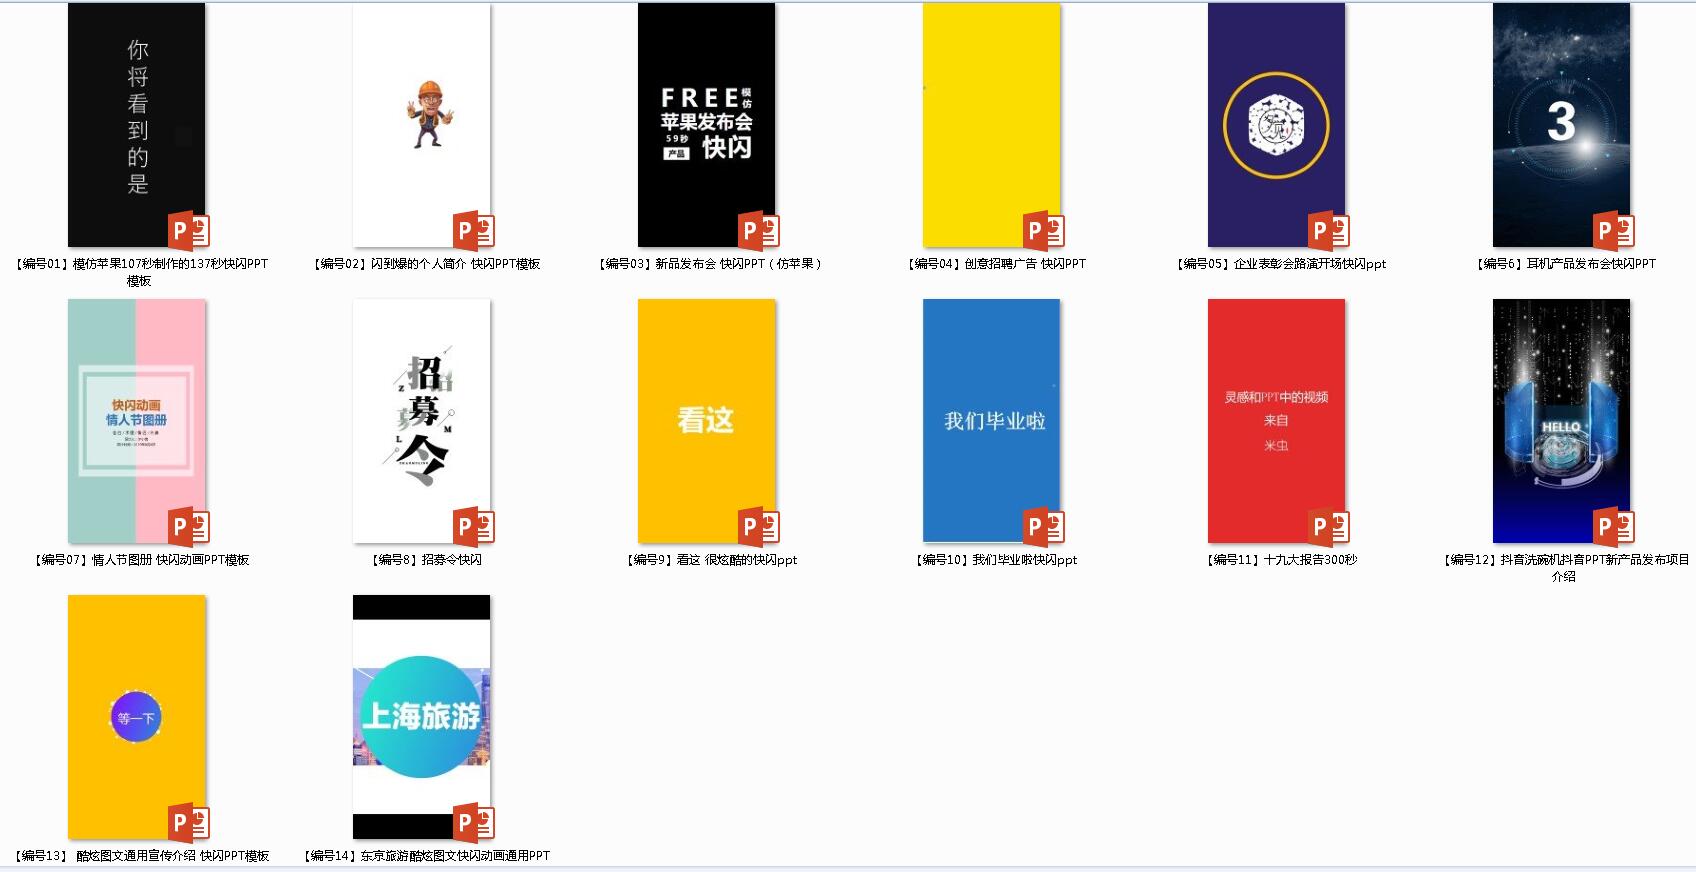 你
将
看
到
的
是
FREE 模仿
苹果发布会
59秒
产品 快闪
3
【编号01】模仿苹果107秒制作的137秒快闪PPT
模板
【编号02】闪到爆的个人简介 快闪PPT模板
【编号03】新品发布会 快闪PPT（仿苹果）
【编号04】创意招聘广告 快闪PPT
【编号05】企业表彰会路演开场快闪ppt
【编号6】耳机产品发布会快闪PPT
快闪动画
情人节图册
招
募
令
Z
L
M
看这
我们毕业啦
灵感和PPT中的视频
来自
米虫
HELLO
【编号07】情人节图册 快闪动画PPT模板
【编号8】招募令快闪
【编号9】看这 很炫酷的快闪ppt
【编号10】我们毕业啦快闪ppt
【编号11】十九大报告300秒
【编号12】抖音洗碗机抖音PPT新产品发布项目
介绍
等一下
上海旅游
【编号13】 酷炫图文通用宣传介绍 快闪PPT模板
【编号14】东京旅游酷炫图文快闪动画通用PPT